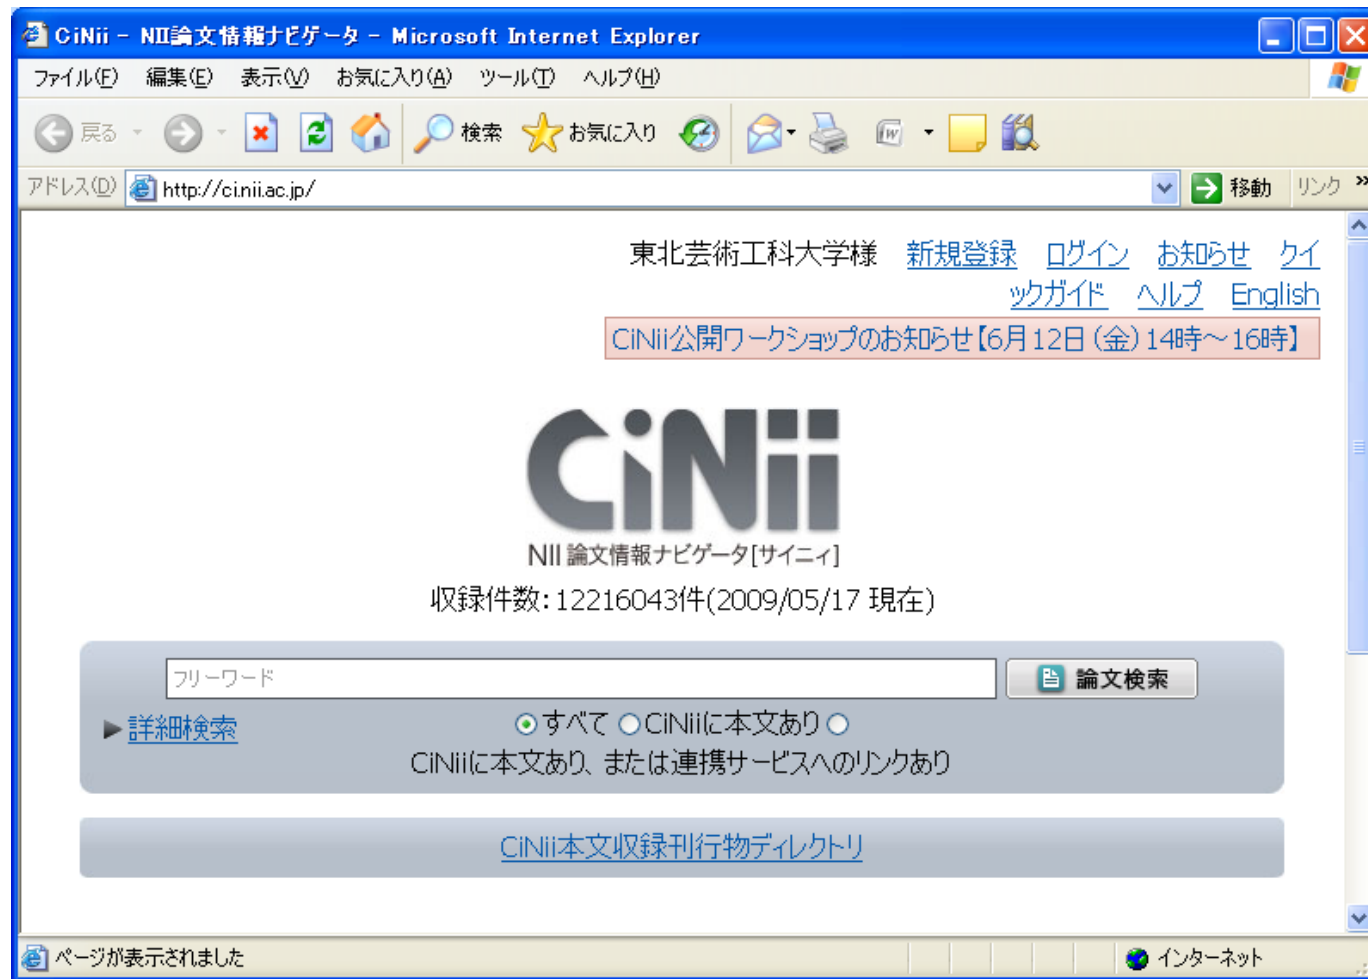 CiNii - NII論文情報ナビゲータ - Microsoft Internet Explorer
ファイル(F) 編集(E) 表示(V) お気に入り(A) ツール(T) ヘルプ(H)
戻る 検索 お気に入り
アドレス(D) http://ci.nii.ac.jp/ 移動 リンク »
東北芸術工科大学様 新規登録 ログイン お知らせ クイ
ックガイド ヘルプ English
CiNii公開ワークショップのお知らせ【6月12日(金)14時～16時】
CiNii
NII 論文情報ナビゲータ[サイニィ]
収録件数:12216043件(2009/05/17 現在)
フリーワード 論文検索
▶詳細検索 すべて CiNiiに本文あり
CiNiiに本文あり、または連携サービスへのリンクあり
CiNii本文収録刊行物ディレクトリ
ページが表示されました インターネット